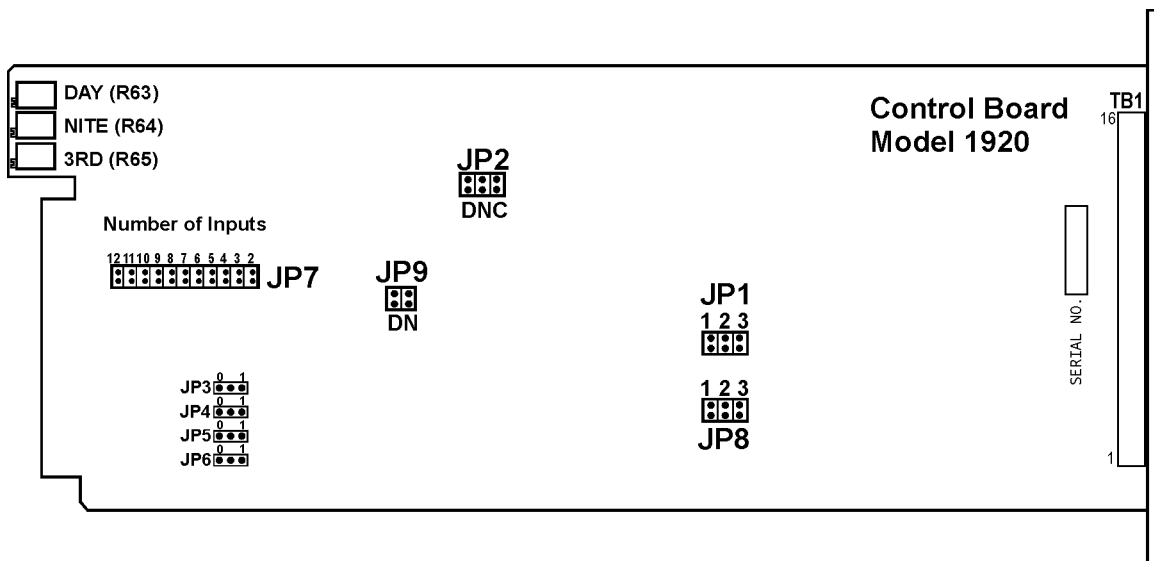 DAY (R63)
NITE (R64)
3RD (R65)
Control Board
Model 1920
TB1
16
JP2
DNC
Number of Inputs
12 11 10 9 8 7 6 5 4 3 2
JP7
JP9
DN
JP1
1 2 3
SERIAL NO.
0 1
JP3
0 1
JP4
0 1
JP5
0 1
JP6
1 2 3
JP8
1